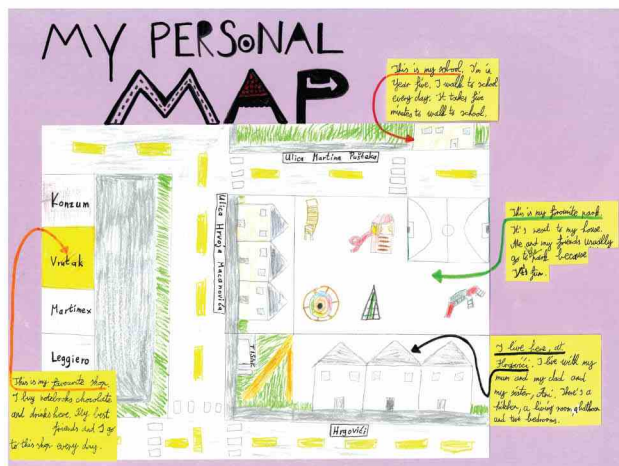 MY PERSONAL
MAP
This is my school. I'm in
Year five, I walk to school
every day. It takes five
minutes to walk to school.
Ulica Martina Pušteka
Konzum
Vrutak
Martimex
Leggiero
Ulica Hrvoja Macanovića
This is my favourite park.
It's next to my house.
Me and my friends usually
go to park because
It's fun.
TISNE
I live here, at
Hrgovići. I live with my
mum and my dad and
my sister, There's a
kitchen, a living room, a bathroom
and two bedrooms.
This is my favourite shop.
I buy notebooks chocolate
and drinks here. My best
friends and I go
to this shop every day.
Hrgovići